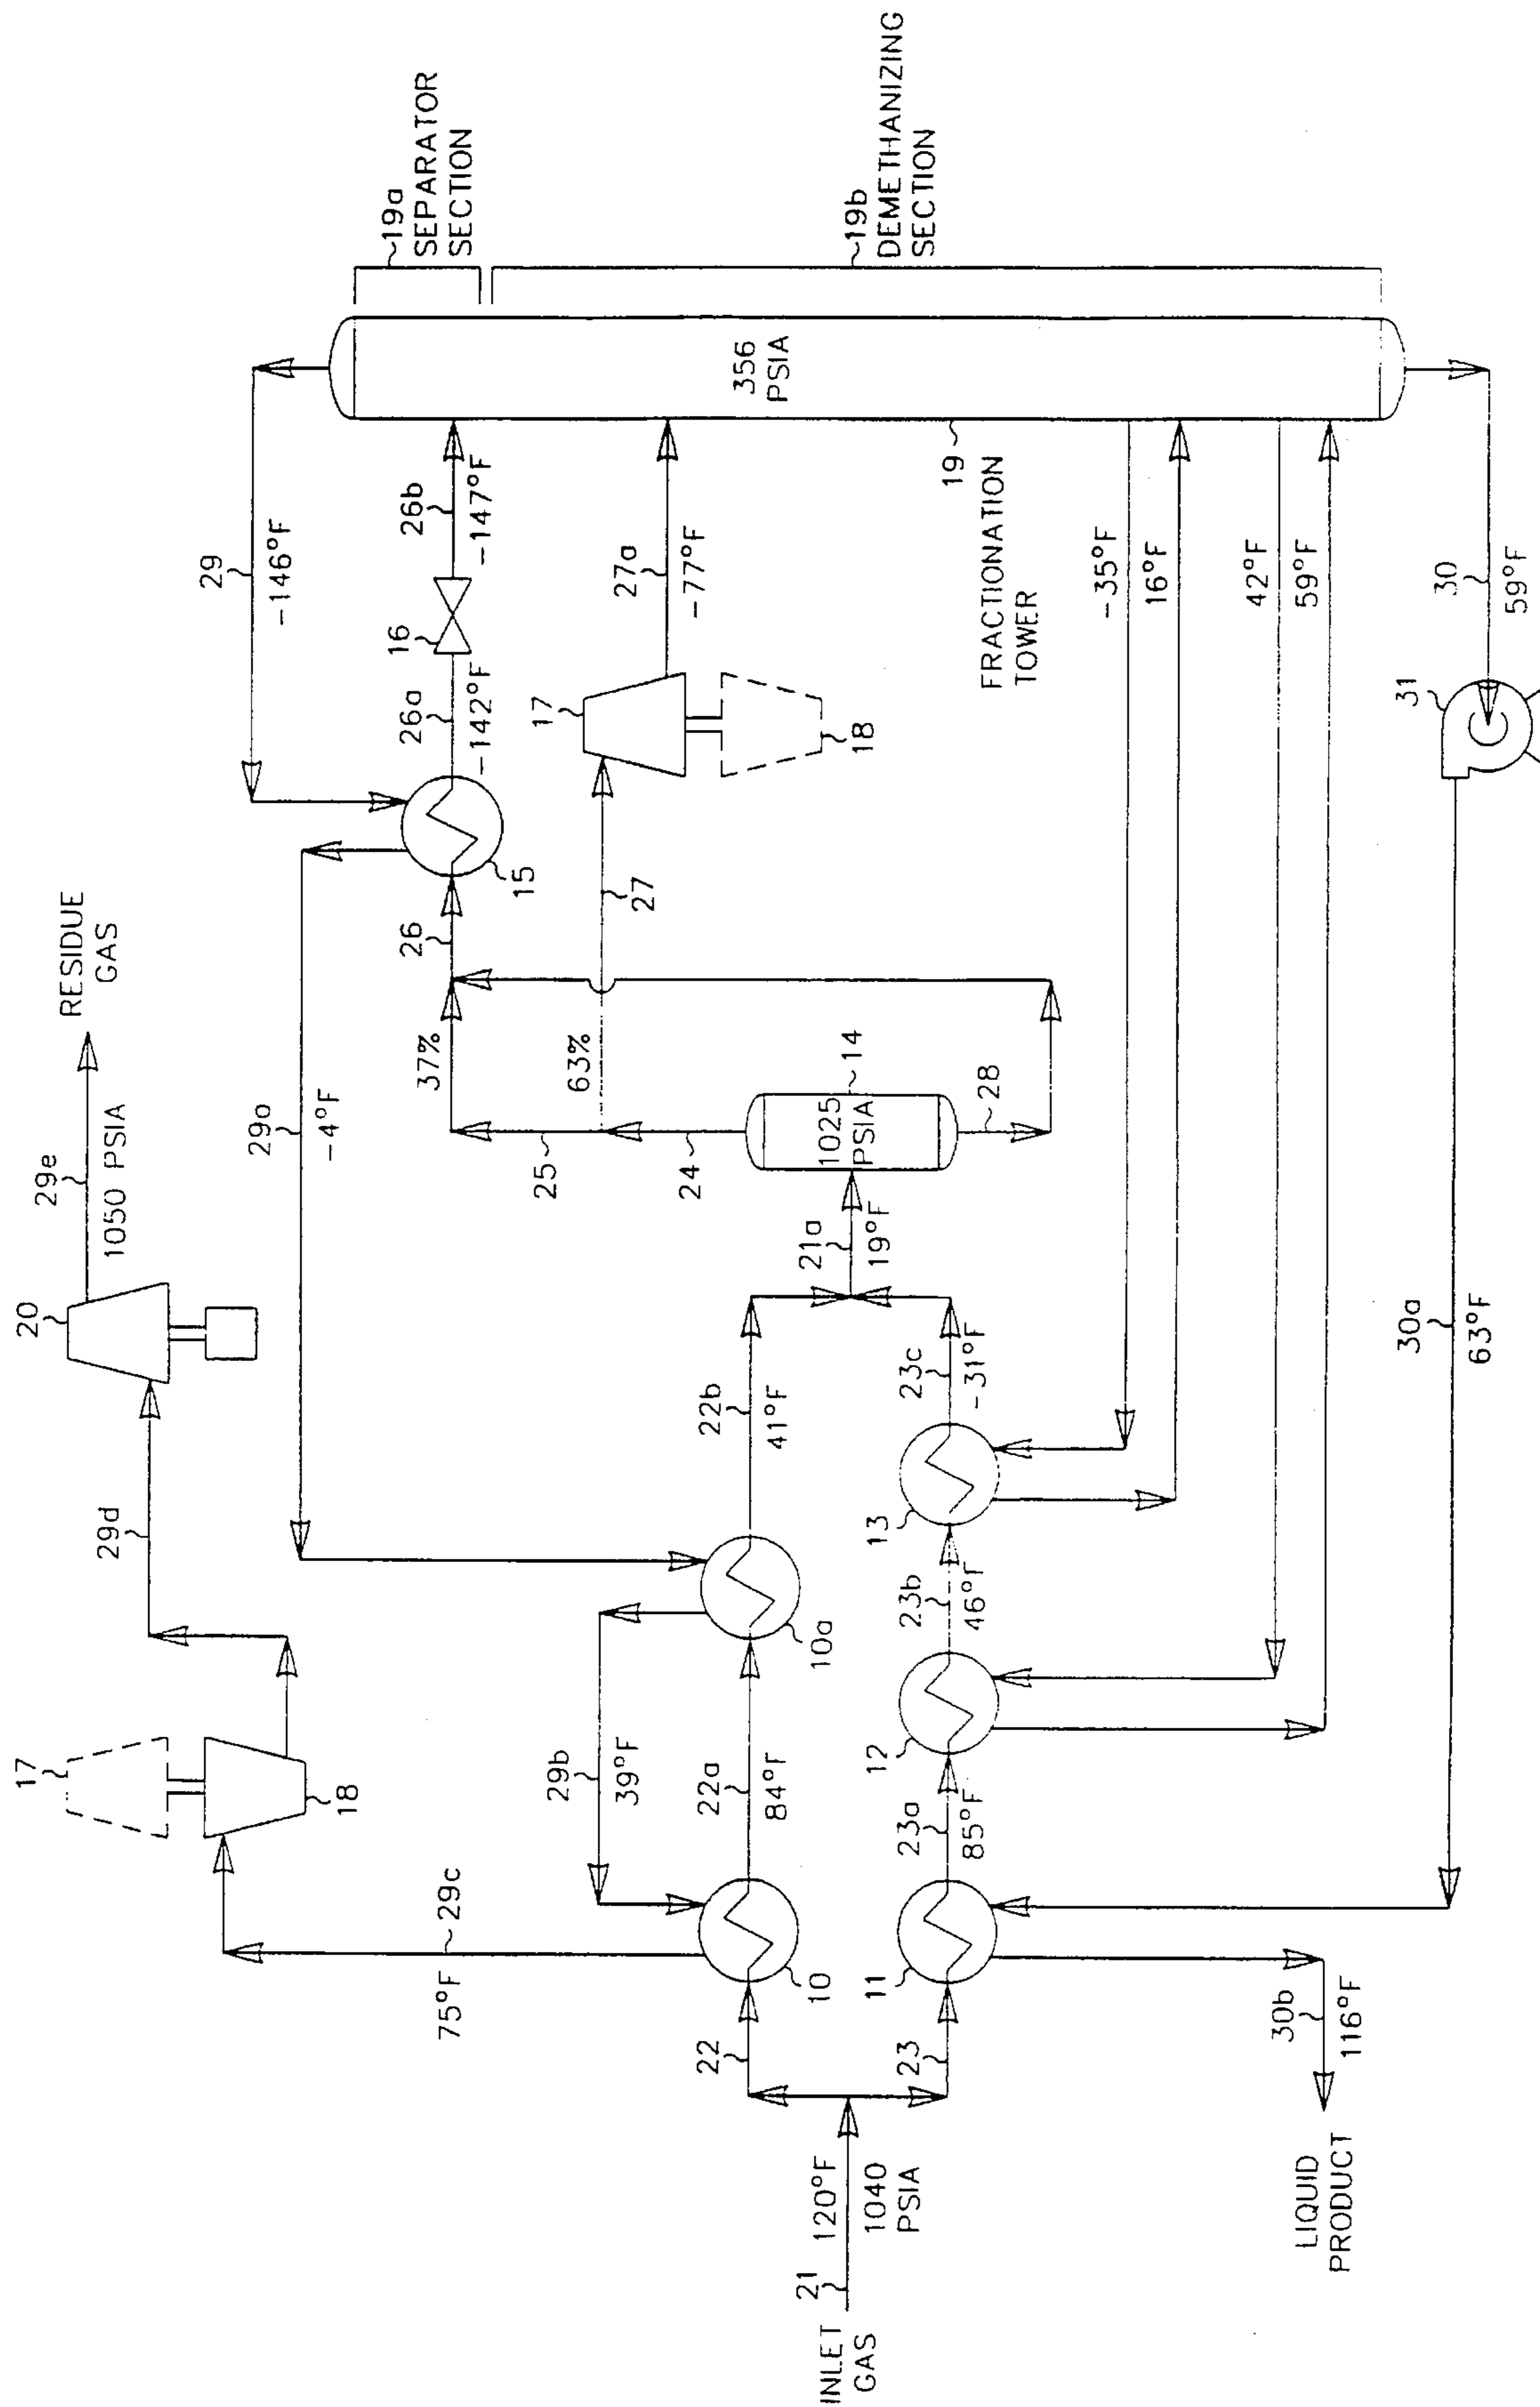 RESIDUE
GAS
29e
1050 PSIA
20
29d
17
18
29c
75°F
29
-146°F
29a
-4°F
29b
39°F
19a
SEPARATOR
SECTION
19b
DEMETHANIZING
SECTION
356
PSIA
19
FRACTIONATION
TOWER
26b
-147°F
16
26a
-142°F
15
26
37%
27a
-77°F
17
18
27
63%
25
24
14
1025
PSIA
28
21a
19°F
22b
41°F
10a
22a
84°F
10
22
23c
-31°F
13
23b
46°F
12
23a
85°F
11
23
-35°F
16°F
42°F
59°F
30
59°F
31
30a
63°F
30b
116°F
LIQUID
PRODUCT
INLET
GAS
21
120°F
1040
PSIA